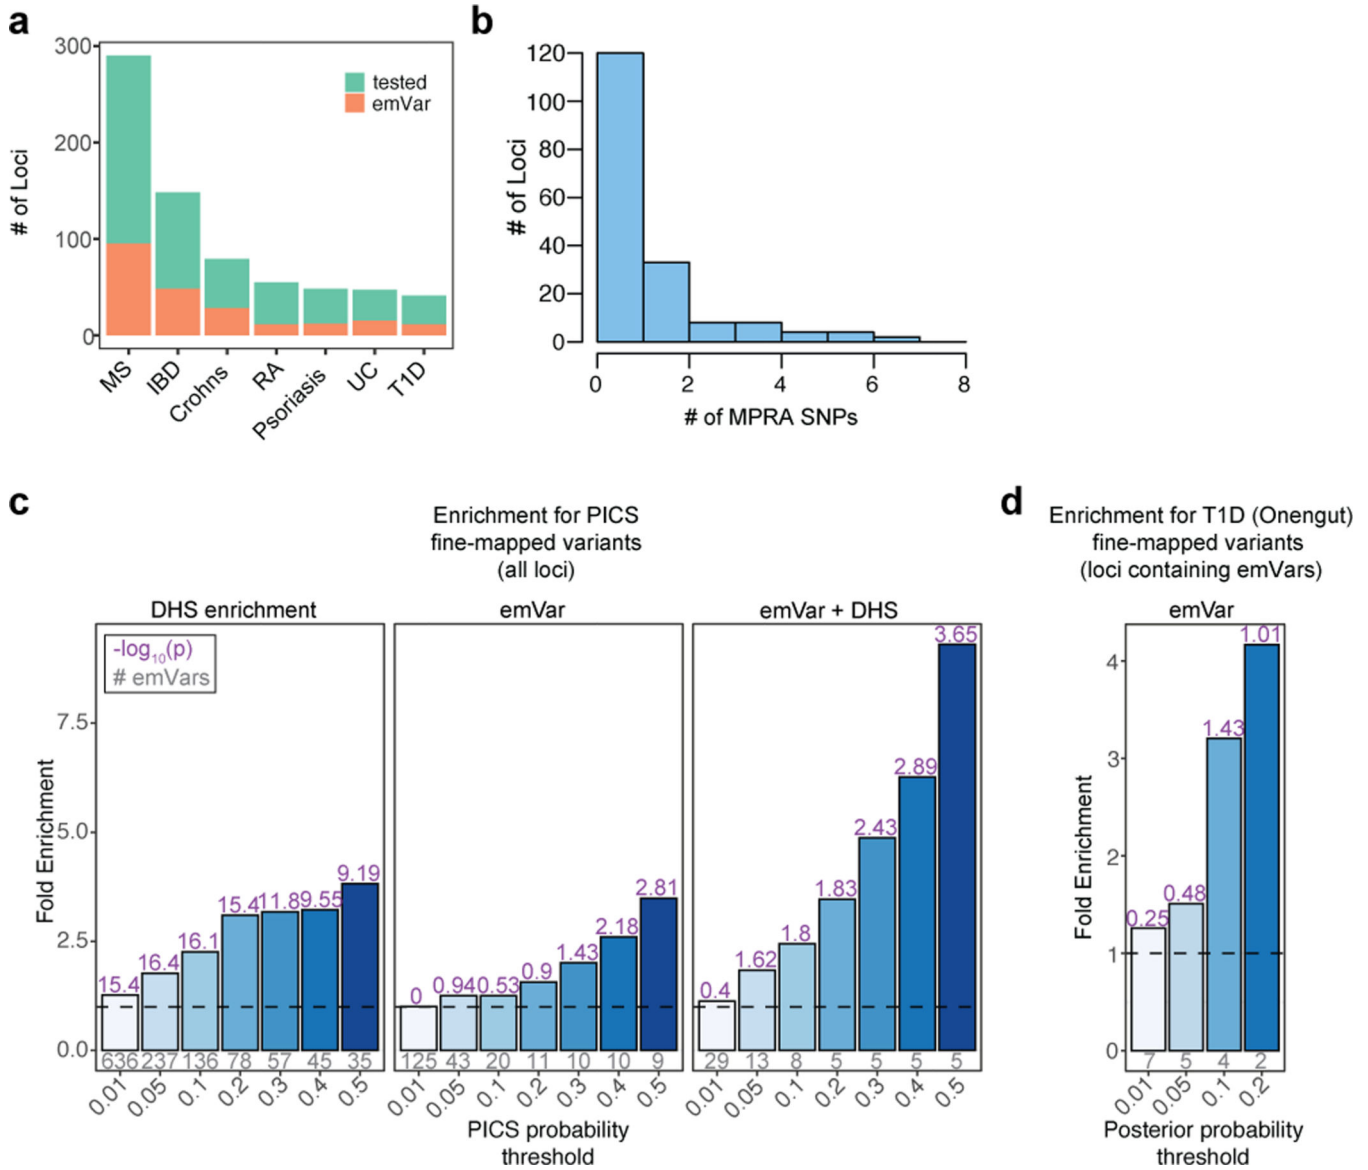 a
300
200
100
0
# of Loci
tested
emVar
MS
IBD
Crohns
RA
Psoriasis
UC
T1D
b
120
100
80
60
40
20
0
# of Loci
0 2 4 6 8
# of MPRA SNPs
c
Enrichment for PICS
fine-mapped variants
(all loci)
DHS enrichment
emVar
emVar + DHS
-log10(p)
# emVars
Fold Enrichment
7.5
5.0
2.5
0.0
15.4 16.4 16.1 15.4 11.8 9.55 9.19
636 237 136 78 57 45 35
0.01 0.05 0.1 0.2 0.3 0.4 0.5
0 0.94 0.53 0.9 1.43 2.18 2.81
125 43 20 11 10 10 9
0.01 0.05 0.1 0.2 0.3 0.4 0.5
0.4 1.62 1.8 1.83 2.43 2.89 3.65
29 13 8 5 5 5 5
0.01 0.05 0.1 0.2 0.3 0.4 0.5
PICS probability
threshold
d
Enrichment for T1D (Onengut)
fine-mapped variants
(loci containing emVars)
emVar
Fold Enrichment
4
3
2
1
0
0.25 0.48 1.43 1.01
7 5 4 2
0.01 0.05 0.1 0.2
Posterior probability
threshold